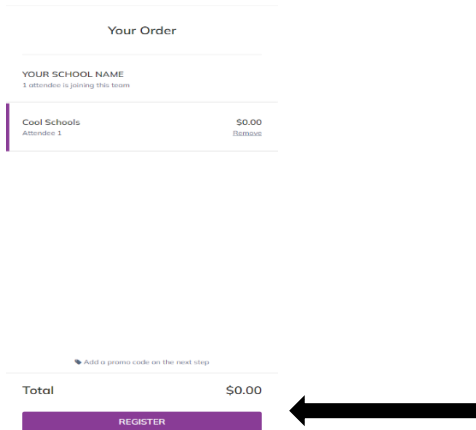 Your Order
YOUR SCHOOL NAME
1 attendee is joining this team
Cool Schools $0.00
Attendee 1 Remove
Add a promo code on the next step
Total $0.00
REGISTER